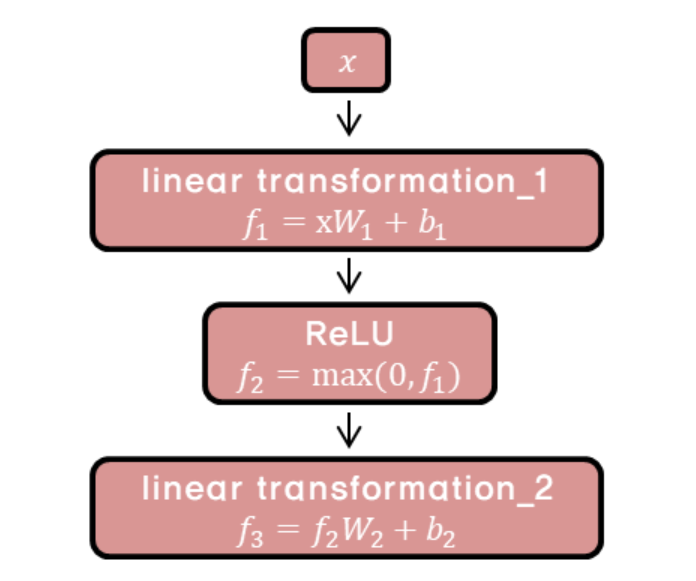 x
linear transformation_1
f₁ = xW₁ + b₁
ReLU
f₂ = max(0, f₁)
linear transformation_2
f₃ = f₂W₂ + b₂